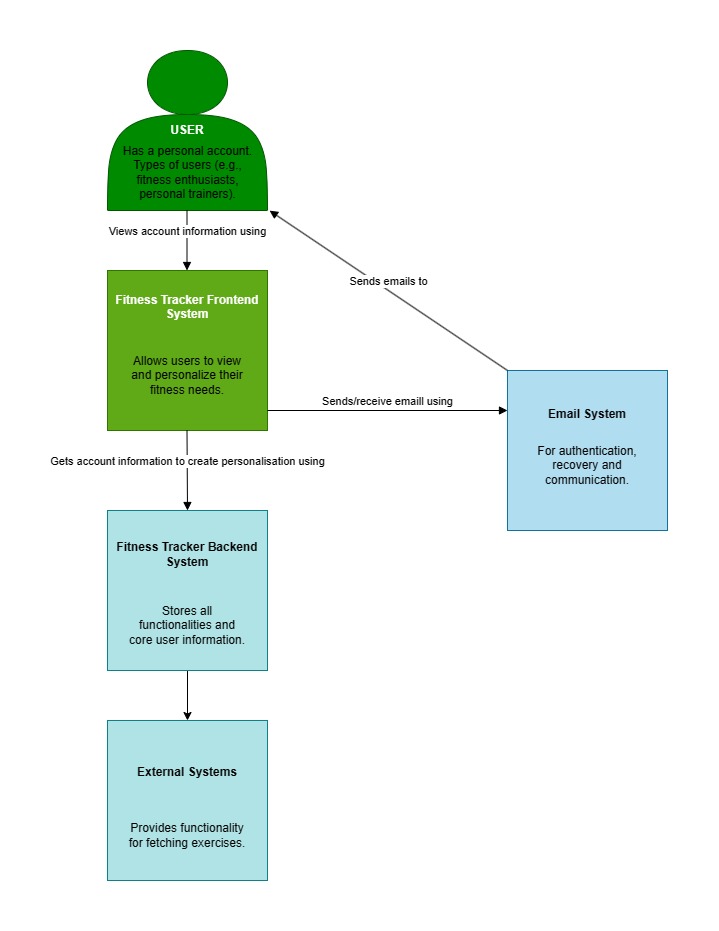 USER
Has a personal account.
Types of users (e.g.,
fitness enthusiasts,
personal trainers).
Views account information using
Sends emails to
Fitness Tracker Frontend
System
Allows users to view
and personalize their
fitness needs.
Sends/receive emaill using
Email System
For authentication,
recovery and
communication.
Gets account information to create personalisation using
Fitness Tracker Backend
System
Stores all
functionalities and
core user information.
External Systems
Provides functionality
for fetching exercises.